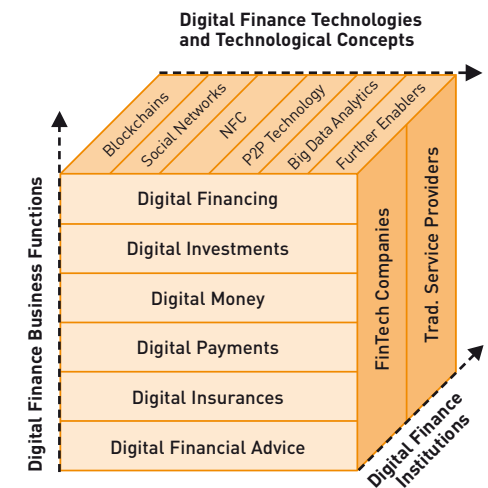 Digital Finance Technologies
and Technological Concepts
Blockchains
Social Networks
NFC
P2P Technology
Big Data Analytics
Further Enablers
Digital Finance Business Functions
Digital Financing
Digital Investments
Digital Money
Digital Payments
Digital Insurances
Digital Financial Advice
FinTech Companies
Trad. Service Providers
Digital Finance
Institutions